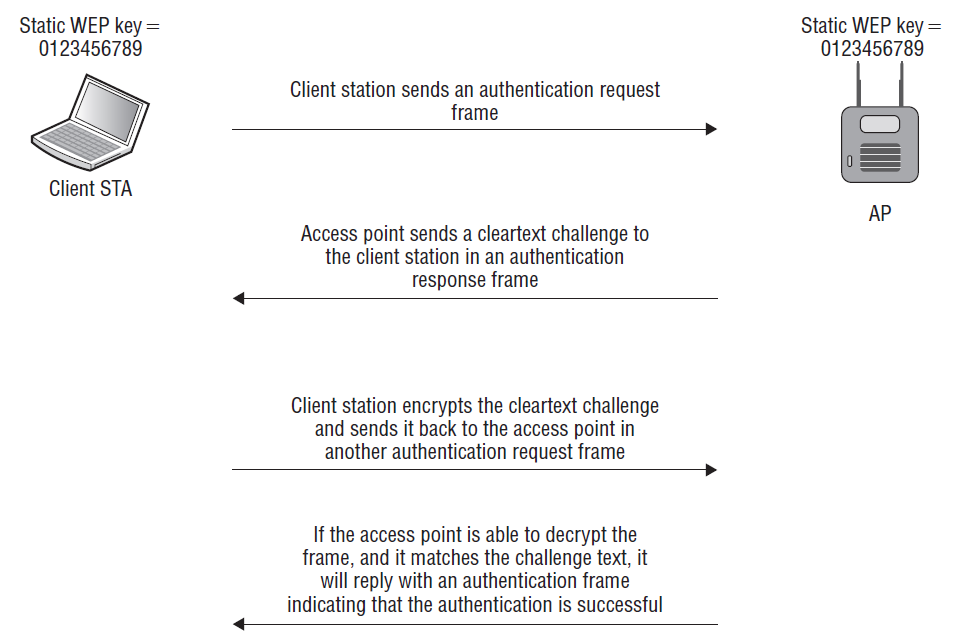 Static WEP key =
0123456789
Static WEP key =
0123456789
Client station sends an authentication request
frame
Client STA
AP
Access point sends a cleartext challenge to
the client station in an authentication
response frame
Client station encrypts the cleartext challenge
and sends it back to the access point in
another authentication request frame
If the access point is able to decrypt the
frame, and it matches the challenge text, it
will reply with an authentication frame
indicating that the authentication is successful